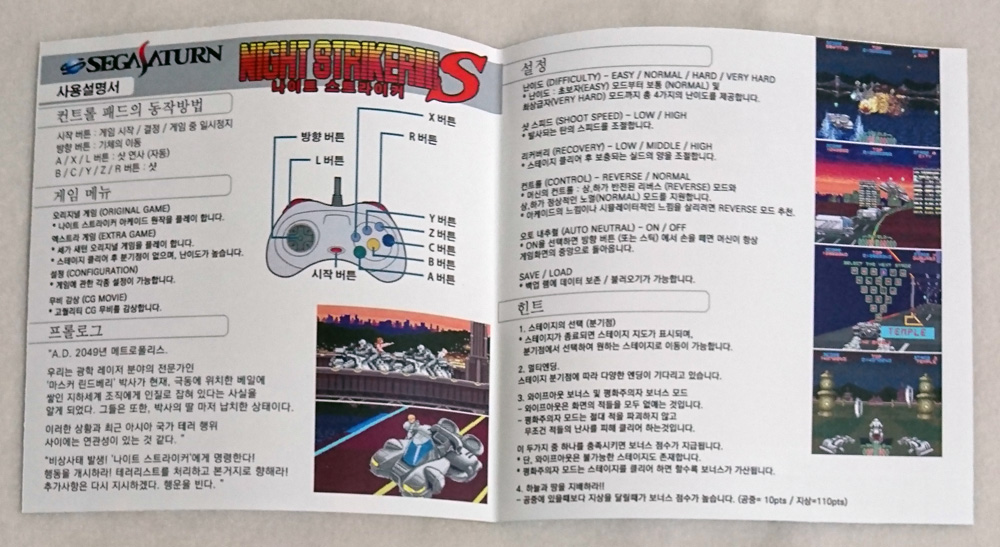 SEGA SATURN
NIGHT STRIKER S
나이트 스트라이커
사용설명서
컨트롤 패드의 동작방법
시작 버튼 : 게임 시작 / 결정 / 게임 중 일시정지
방향 버튼 : 기체의 이동
A / X / L 버튼 : 샷 연사 (자동)
B / C / Y / Z / R 버튼 : 샷
X 버튼
방향 버튼
R 버튼
L 버튼
Y 버튼
Z 버튼
C 버튼
B 버튼
A 버튼
시작 버튼
게임 메뉴
오리지널 게임 (ORIGINAL GAME)
* 나이트 스트라이커 아케이드 원작을 플레이 합니다.
엑스트라 게임 (EXTRA GAME)
* 새가 새턴 오리지널 게임을 플레이 합니다.
* 스테이지 클리어 후 분기점이 없으며, 난이도가 높습니다.
설정 (CONFIGURATION)
* 게임에 관한 각종 설정이 가능합니다.
무비 감상 (CG MOVIE)
* 고퀄리티 CG 무비를 감상합니다.
프롤로그
"A.D. 2049년 메트로폴리스.
우리는 광학 레이저 분야의 전문가인
'마스커 린드베리' 박사가 현재, 극동에 위치한 베일에
쌓인 지하세계 조직에게 인질로 잡혀 있다는 사실을
알게 되었다. 그들은 또한, 박사의 딸 마저 납치한 상태이다.
이러한 상황과 최근 아시아 국가 테러 행위
사이에는 연관성이 있는 것 같다. "
"비상사태 발생! '나이트 스트라이커'에게 명령한다!
행동을 개시하라! 테러리스트를 처리하고 본거지로 향해라!
추가사항은 다시 지시하겠다. 행운을 빈다. "
설정
난이도 (DIFFICULTY) - EASY / NORMAL / HARD / VERY HARD
* 난이도 : 초보자(EASY) 모드부터 보통 (NORMAL) 및
최상급자(VERY HARD) 모드까지 총 4가지의 난이도를 제공합니다.
샷 스피드 (SHOOT SPEED) - LOW / HIGH
* 발사되는 탄의 스피드를 조절합니다.
리커버리 (RECOVERY) - LOW / MIDDLE / HIGH
* 스테이지 클리어 후 보충되는 실드의 양을 조절합니다.
컨트롤 (CONTROL) - REVERSE / NORMAL
* 머신의 컨트롤 : 상,하가 반전된 리버스 (REVERSE) 모드와
상,하가 정상적인 노멀(NORMAL) 모드를 지원합니다.
* 아케이드의 느낌이나 시뮬레이터적인 느낌을 살리려면 REVERSE 모드 추천.
오토 내추럴 (AUTO NEUTRAL) - ON / OFF
* ON을 선택하면 방향 버튼 (또는 스틱) 에서 손을 떼면 머신이 항상
게임화면의 중앙으로 돌아옵니다.
SAVE / LOAD
* 백업 램에 데이터 보존 / 불러오기가 가능합니다.
힌트
1. 스테이지의 선택 (분기점)
* 스테이지가 종료되면 스테이지 지도가 표시되며,
분기점에서 선택하여 원하는 스테이지로 이동이 가능합니다.
2. 멀티엔딩.
스테이지 분기점에 따라 다양한 엔딩이 기다리고 있습니다.
3. 와이프아웃 보너스 및 평화주의자 보너스 모드
- 와이프아웃은 화면의 적들을 모두 없애는 것입니다.
- 평화주의자 모드는 절대 적을 파괴하지 않고
무조건 적들의 난사를 피해 클리어 하는것입니다.
이 두가지 중 하나를 충족시키면 보너스 점수가 지급됩니다.
* 단, 와이프아웃은 불가능한 스테이지도 존재합니다.
* 평화주의자 모드는 스테이지를 클리어 하면 할수록 보너스가 가산됩니다.
4. 하늘과 땅을 지배하라!!
- 공중에 있을때보다 지상을 달릴때가 보너스 점수가 높습니다. (공중= 10pts / 지상=110pts)
SELECT THE NEXT STAGE
TEMPLE